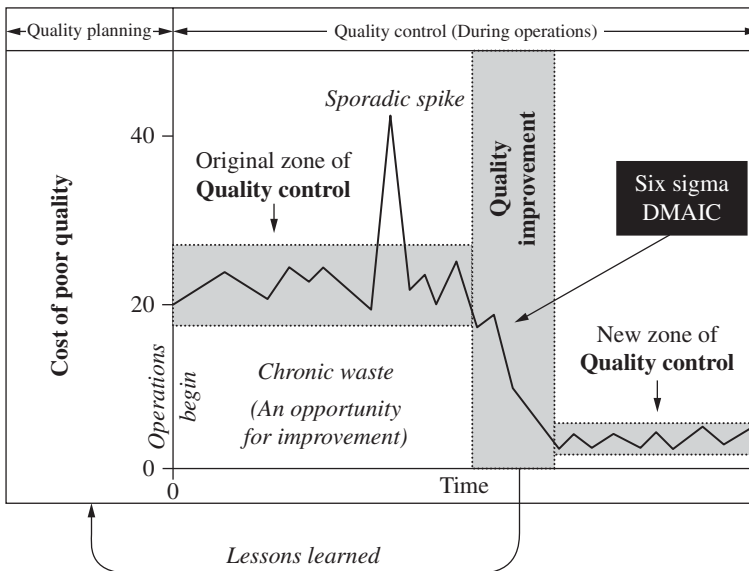 Quality planning
Quality control (During operations)
Sporadic spike
40
Original zone of
Quality control
Quality
improvement
Six sigma
DMAIC
Cost of poor quality
20
New zone of
Quality control
Operations
begin
Chronic waste
(An opportunity
for improvement)
0
0
Time
Lessons learned